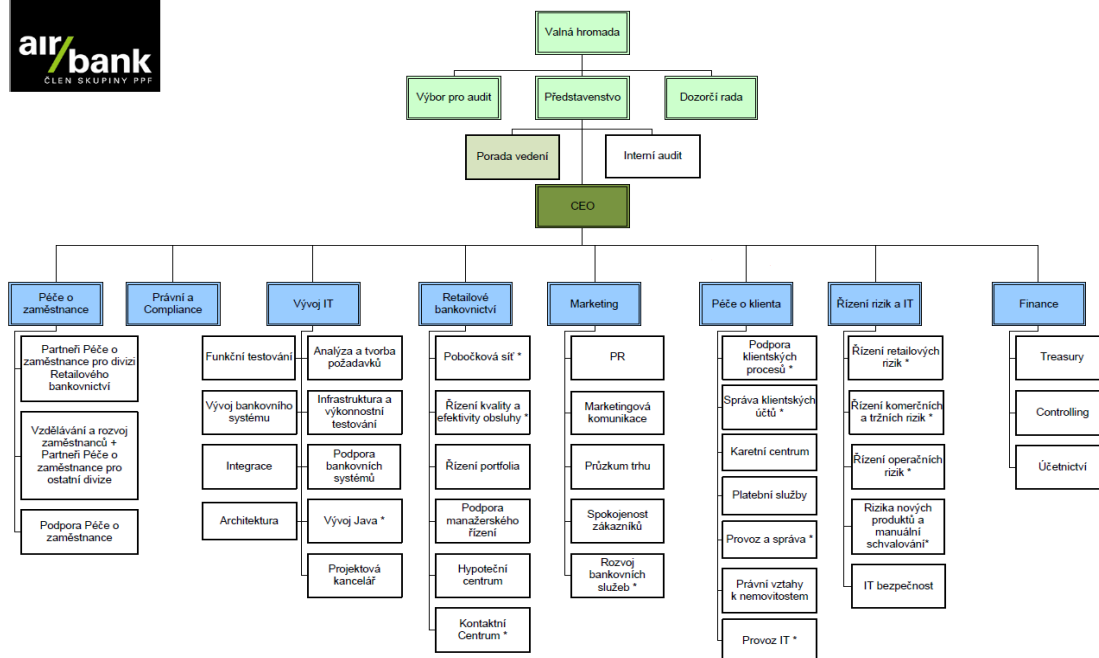 air/bank
ČLEN SKUPINY PPF
Valná hromada
Výbor pro audit
Představenstvo
Dozorčí rada
Porada vedení
Interní audit
CEO
Péče o
zaměstnance
Právní a
Compliance
Vývoj IT
Retailové
bankovnictví
Marketing
Péče o klienta
Řízení rizik a IT
Finance
Partneři Péče o
zaměstnance pro divizi
Retailového
bankovnictví
Vzdělávání a rozvoj
zaměstnanců +
Partneři Péče o
zaměstnance pro
ostatní divize
Podpora Péče o
zaměstnance
Funkční testování
Vývoj bankovního
systému
Integrace
Architektura
Analýza a tvorba
požadavků
Infrastruktura a
výkonnostní
testování
Podpora
bankovních
systémů
Vývoj Java *
Projektová
kancelář
Pobočková síť *
Řízení kvality a
efektivity obsluhy *
Řízení portfolia
Podpora
manažerského
řízení
Hypoteční
centrum
Kontaktní
Centrum *
PR
Marketingová
komunikace
Průzkum trhu
Spokojenost
zákazníků
Rozvoj
bankovních
služeb *
Podpora
klientských
procesů *
Správa klientských
účtů *
Karetní centrum
Platební služby
Provoz a správa *
Právní vztahy
k nemovitostem
Provoz IT *
Řízení retailových
rizik *
Řízení komerčních
a tržních rizik *
Řízení operačních
rizik *
Rizika nových
produktů a
manuální
schvalování*
IT bezpečnost
Treasury
Controlling
Účetnictví